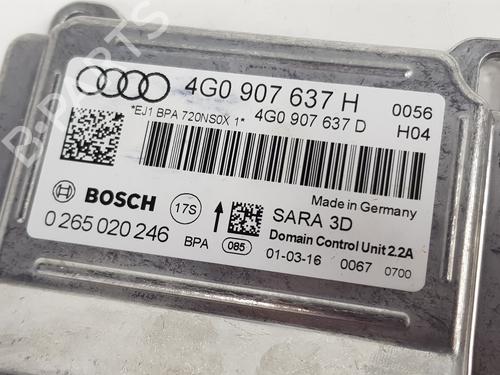 4G0 907 637 H
0056
*EJ1 BPA 720NS0X 1*
4G0 907 637 D
H04
Made in Germany
BOSCH
17S
SARA 3D
0 265 020 246
BPA
085
Domain Control Unit 2.2A
01-03-16
0067
0700
B-PARTS